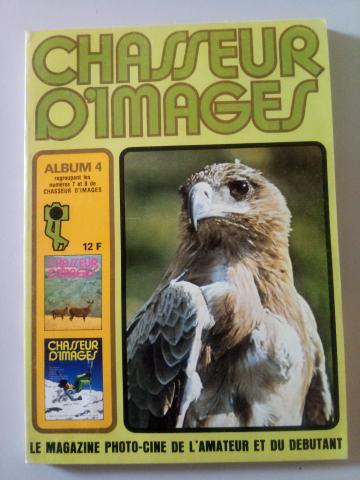 CHASSEUR
D'IMAGES
ALBUM 4
regroupant les
numéros 7 et 8 de
CHASSEUR D'IMAGES
12 F
CHASSEUR
D'IMAGES
CHASSEUR
D'IMAGES
LE MAGAZINE PHOTO-CINE DE L'AMATEUR ET DU DEBUTANT